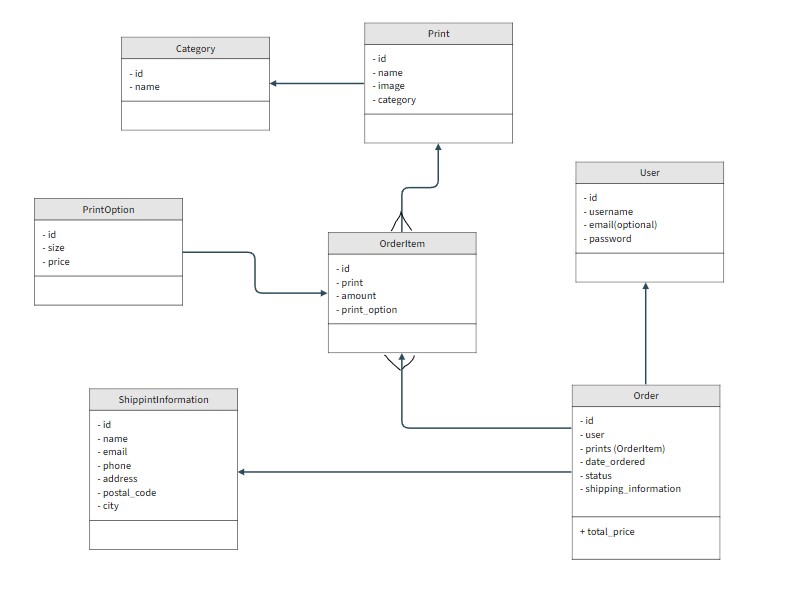 Category
- id
- name
Print
- id
- name
- image
- category
User
- id
- username
- email(optional)
- password
PrintOption
- id
- size
- price
OrderItem
- id
- print
- amount
- print_option
ShippintInformation
- id
- name
- email
- phone
- address
- postal_code
- city
Order
- id
- user
- prints (OrderItem)
- date_ordered
- status
- shipping_information
+ total_price